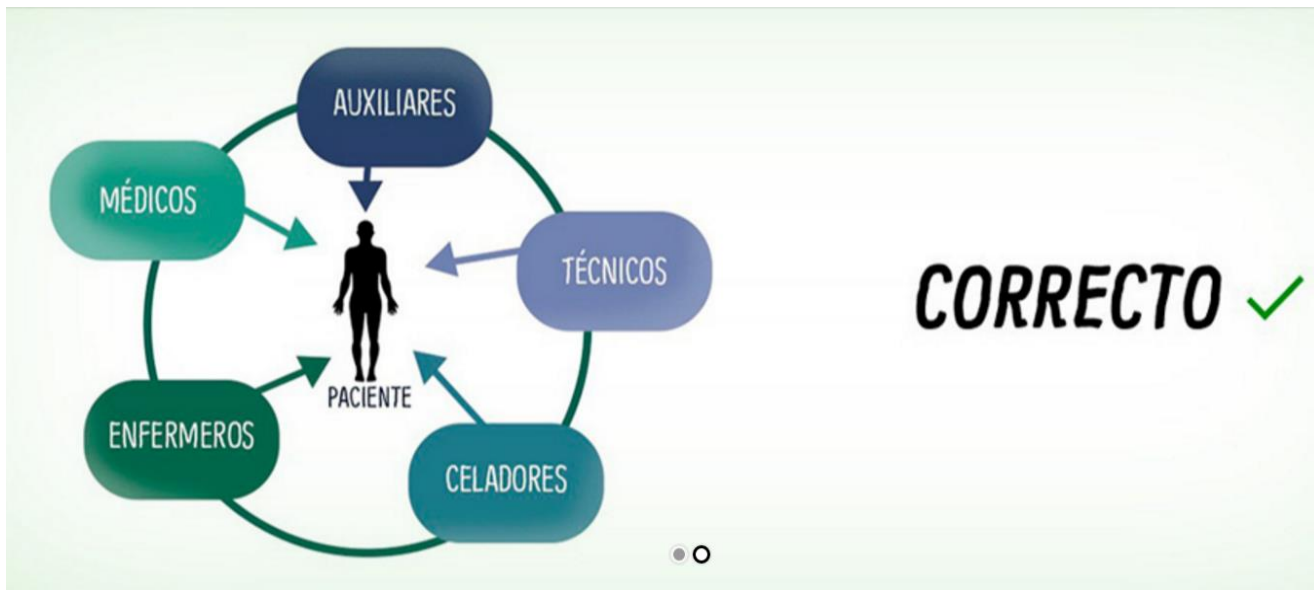 AUXILIARES
MÉDICOS
TÉCNICOS
PACIENTE
ENFERMEROS
CELADORES
CORRECTO